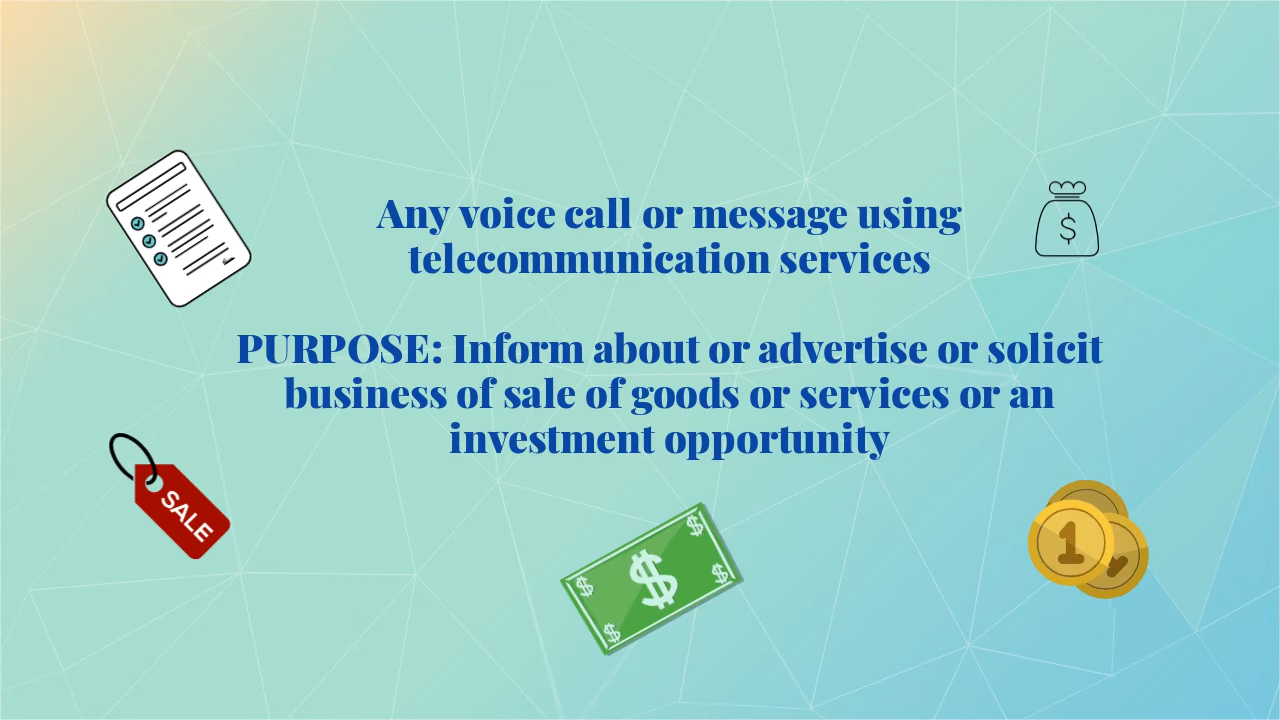 Any voice call or message using
telecommunication services
$
PURPOSE: Inform about or advertise or solicit
business of sale of goods or services or an
investment opportunity
SALE
$
$ $
$ $
1